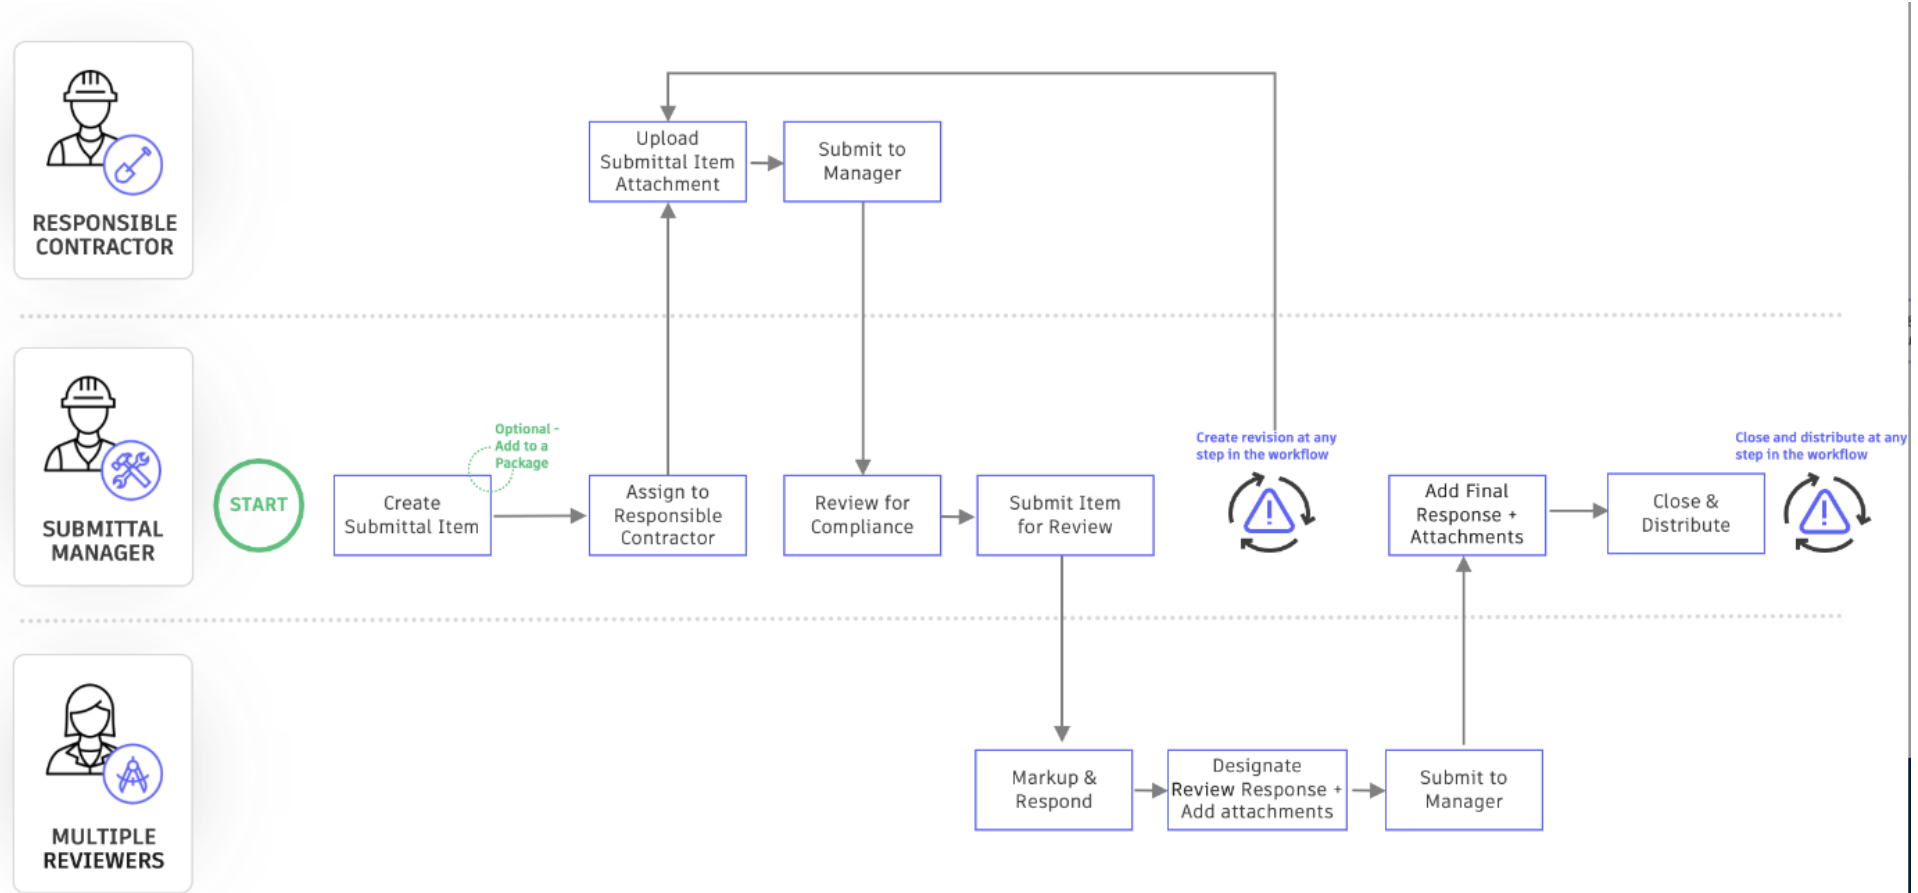 Upload
Submittal Item
Attachment
Submit to
Manager
RESPONSIBLE
CONTRACTOR
Optional -
Add to a
Package
Create revision at any
step in the workflow
Close and distribute at any
step in the workflow
START
Create
Submittal Item
Assign to
Responsible
Contractor
Review for
Compliance
Submit Item
for Review
Add Final
Response +
Attachments
Close &
Distribute
SUBMITTAL
MANAGER
Markup &
Respond
Designate
Review Response +
Add attachments
Submit to
Manager
MULTIPLE
REVIEWERS